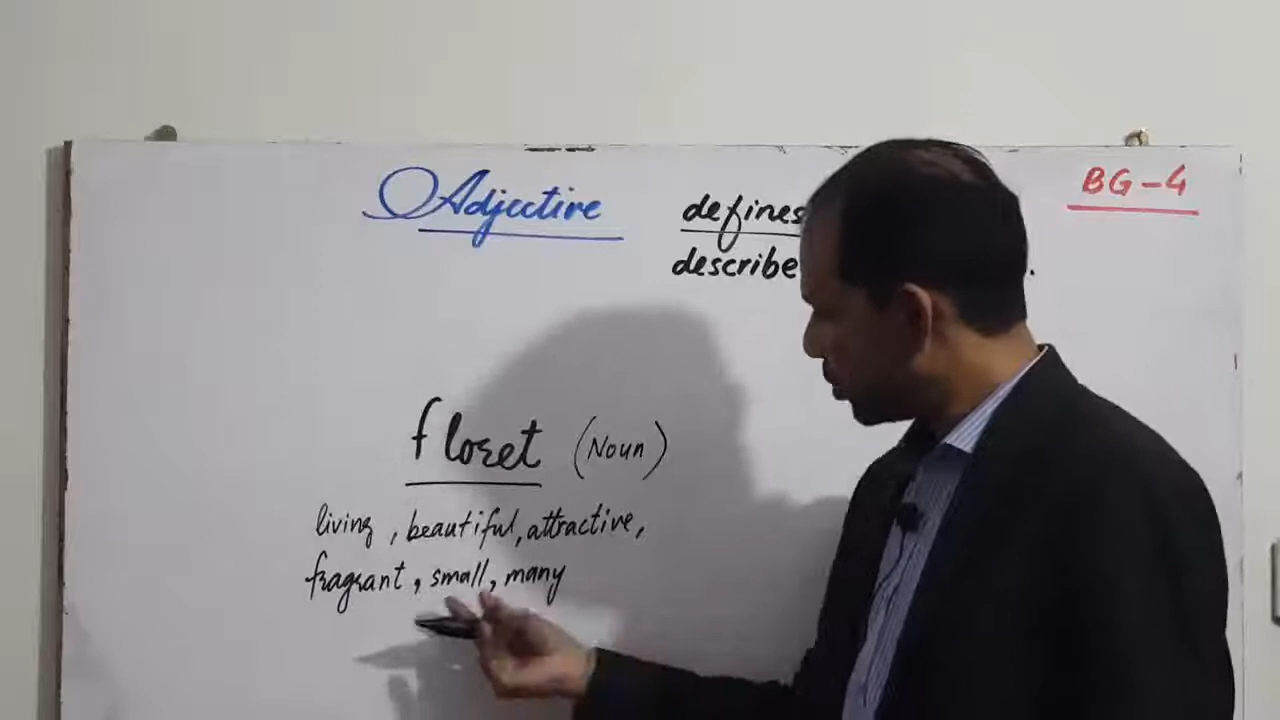 Adjective
defines
describe
BG-4
floret (Noun)
living, beautiful, attractive,
fragrant, small, many